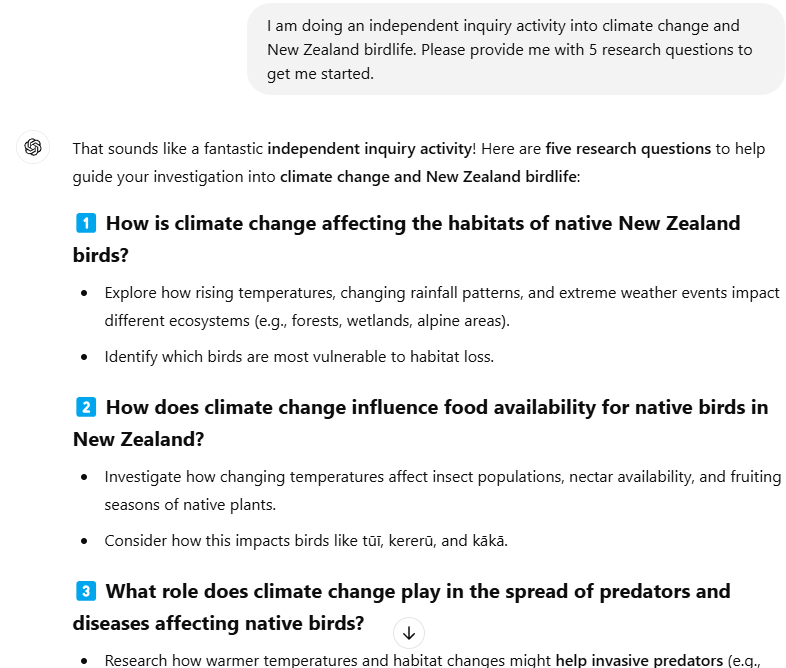 I am doing an independent inquiry activity into climate change and
New Zealand birdlife. Please provide me with 5 research questions to
get me started.
That sounds like a fantastic independent inquiry activity! Here are five research questions to help
guide your investigation into climate change and New Zealand birdlife:
1 How is climate change affecting the habitats of native New Zealand
birds?
• Explore how rising temperatures, changing rainfall patterns, and extreme weather events impact
different ecosystems (e.g., forests, wetlands, alpine areas).
• Identify which birds are most vulnerable to habitat loss.
2 How does climate change influence food availability for native birds in
New Zealand?
• Investigate how changing temperatures affect insect populations, nectar availability, and fruiting
seasons of native plants.
• Consider how this impacts birds like tūī, kererū, and kākā.
3 What role does climate change play in the spread of predators and
diseases affecting native birds?
• Research how warmer temperatures and habitat changes might help invasive predators (e.g.,